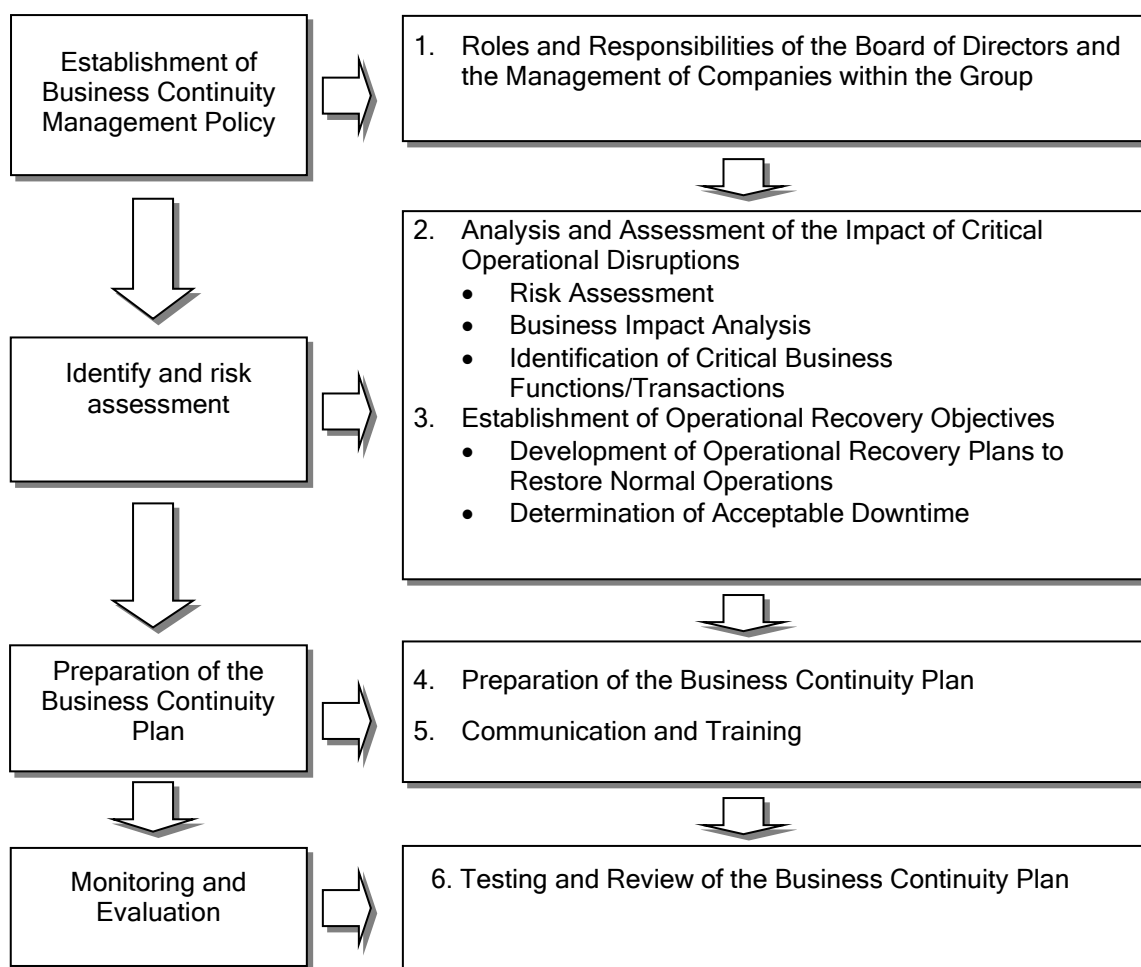 Establishment of
Business Continuity
Management Policy
1. Roles and Responsibilities of the Board of Directors and
the Management of Companies within the Group
2. Analysis and Assessment of the Impact of Critical
Operational Disruptions
• Risk Assessment
• Business Impact Analysis
• Identification of Critical Business
Functions/Transactions
3. Establishment of Operational Recovery Objectives
• Development of Operational Recovery Plans to
Restore Normal Operations
• Determination of Acceptable Downtime
Identify and risk
assessment
Preparation of the
Business Continuity
Plan
4. Preparation of the Business Continuity Plan
5. Communication and Training
Monitoring and
Evaluation
6. Testing and Review of the Business Continuity Plan